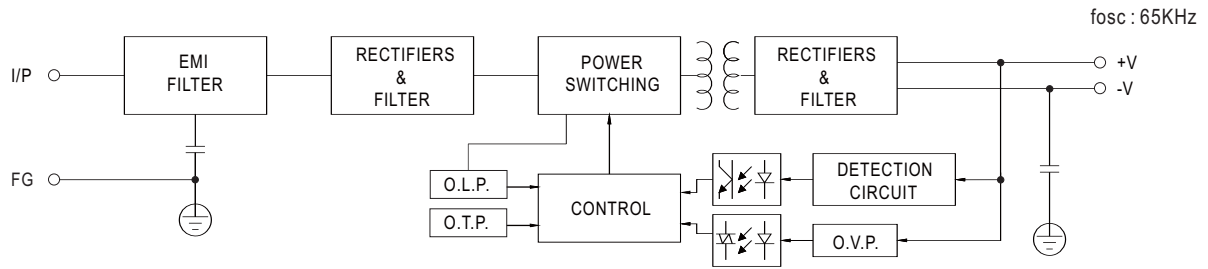 fosc : 65KHz
I/P
EMI
FILTER
RECTIFIERS
&
FILTER
POWER
SWITCHING
RECTIFIERS
&
FILTER
+V
-V
FG
O.L.P.
O.T.P.
CONTROL
DETECTION
CIRCUIT
O.V.P.